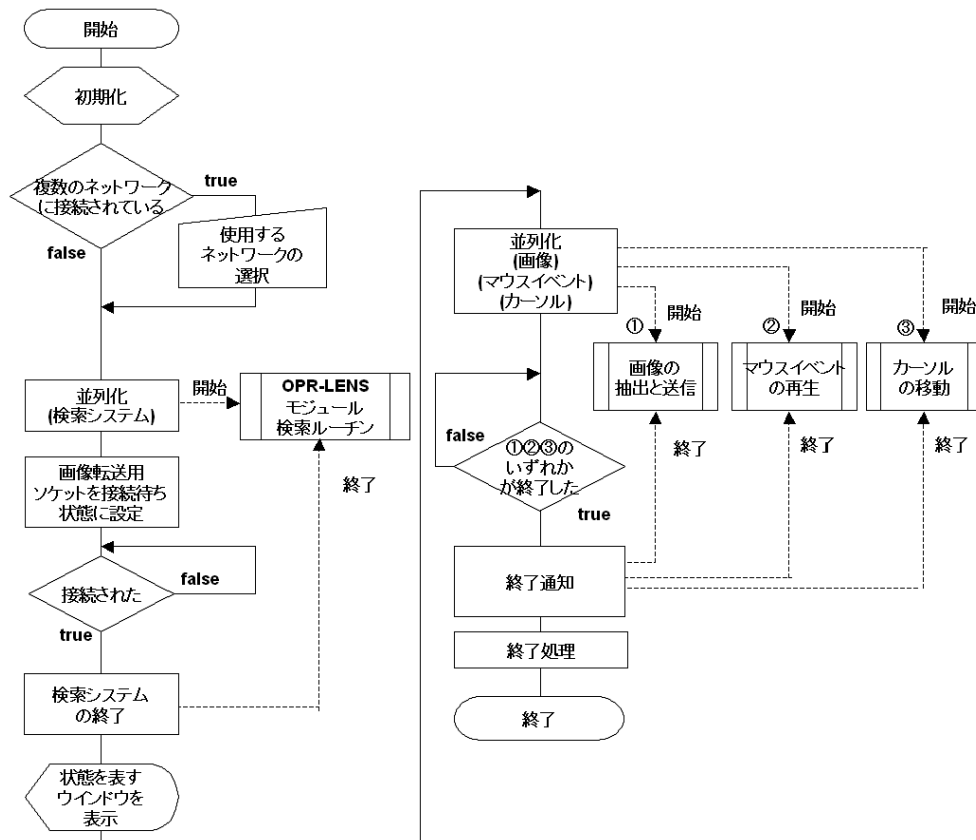 開始
初期化
複数のネットワーク
に接続されている
true
false
使用する
ネットワークの
選択
並列化
(検索システム)
開始
OPR-LENS
モジュール
検索ルーチン
終了
画像転送用
ソケットを接続待ち
状態に設定
接続された
false
true
検索システム
の終了
状態を表す
ウインドウを
表示
並列化
(画像)
(マウスイベント)
(カーソル)
① 開始
② 開始
③ 開始
画像の
抽出と送信
マウスイベント
の再生
カーソル
の移動
false
①②③の
いずれか
が終了した
true
終了
終了
終了
終了通知
終了処理
終了